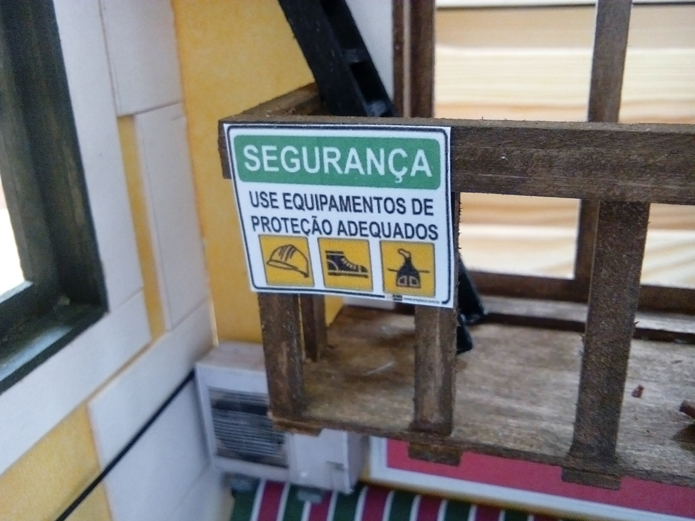 SEGURANÇA
USE EQUIPAMENTOS DE
PROTEÇÃO ADEQUADOS